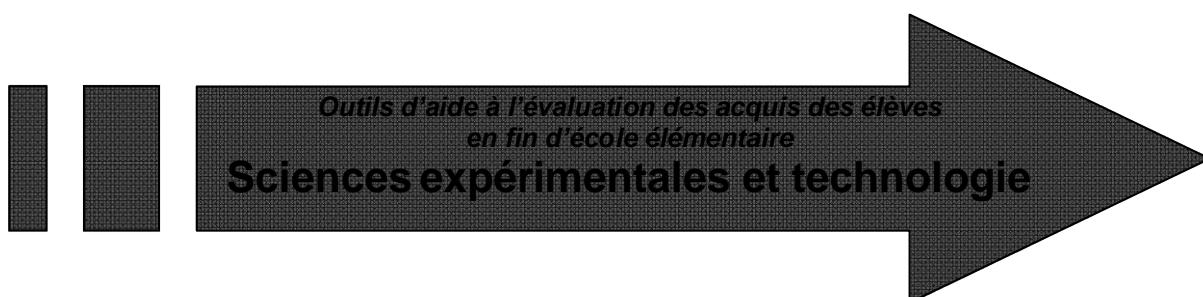 Outils d'aide à l'évaluation des acquis des élèves
en fin d'école élémentaire
Sciences expérimentales et technologie